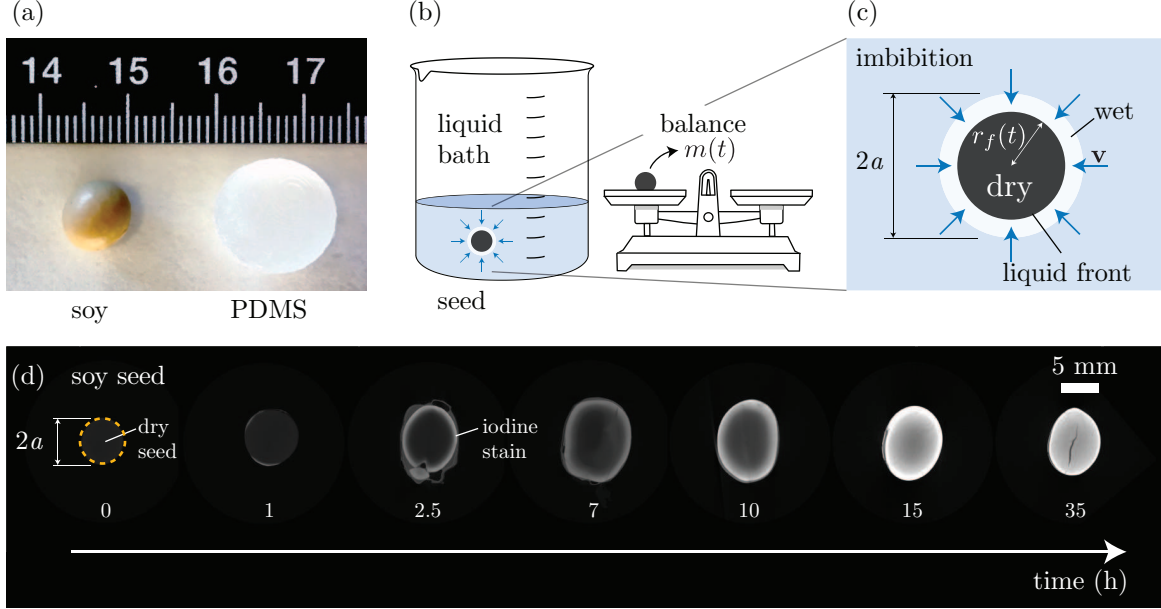 (a)
14 15 16 17
soy PDMS
(b)
liquid
bath
balance
m(t)
seed
(c)
imbibition
wet
2a
r_f(t)
v
dry
liquid front
(d)
soy seed
2a
dry
seed
iodine
stain
5 mm
0 1 2.5 7 10 15 35
time (h)